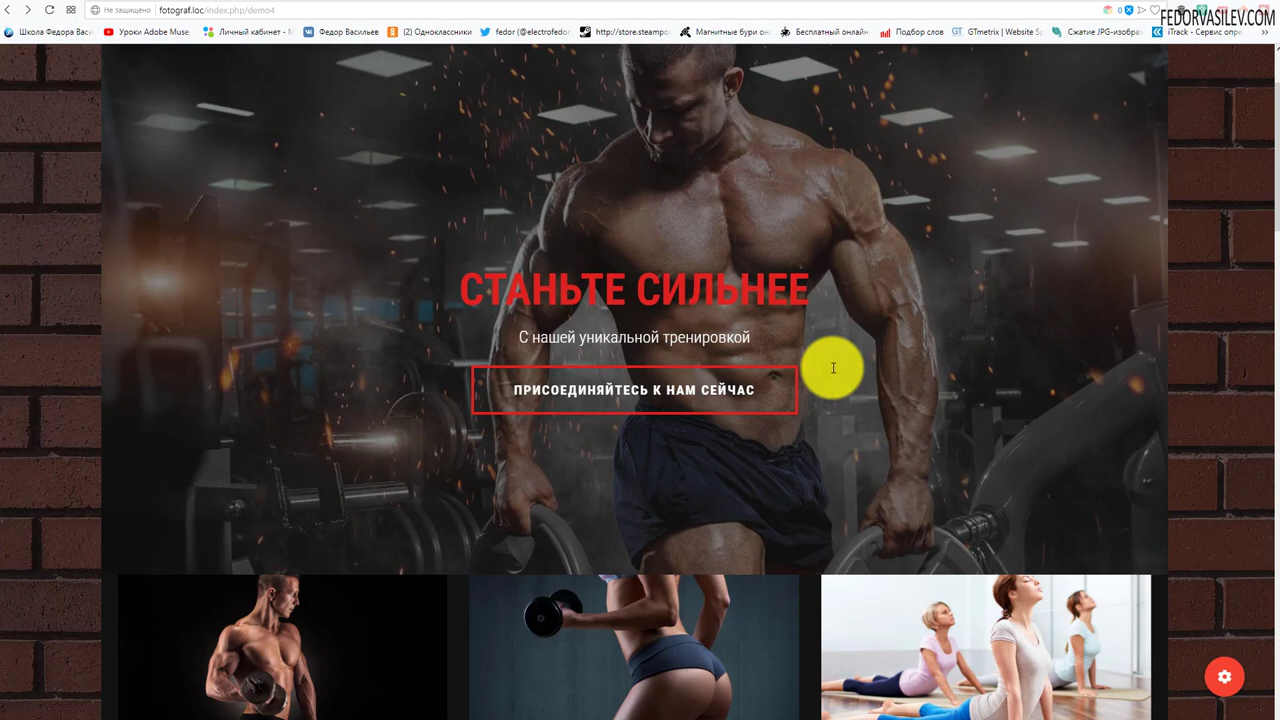 Не защищено fotograf.loc/index.php/demo4
0
FEDORVASILEV.COM
Школа Федора Васи
Уроки Adobe Muse,
Личный кабинет - М
Федор Васильев
(2) Одноклассники
fedor (@electrofedor
http://store.steampo
Магнитные бури он
Бесплатный онлайн
Подбор слов
GTmetrix | Website S
Сжатие JPG-изобра
iTrack - Сервис опре
СТАНЬТЕ СИЛЬНЕЕ
С нашей уникальной тренировкой
ПРИСОЕДИНЯЙТЕСЬ К НАМ СЕЙЧАС